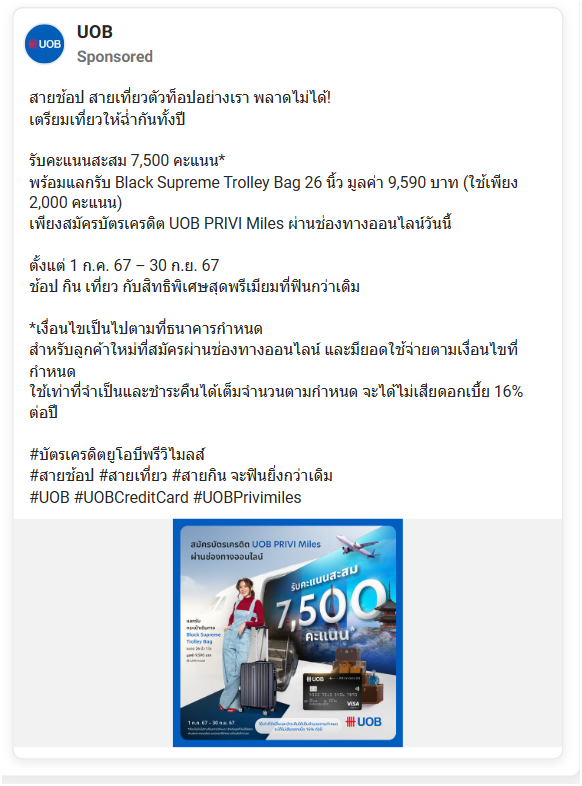 UOB
UOB
Sponsored
สายช้อป สายเที่ยวตัวท็อปอย่างเรา พลาดไม่ได้!
เตรียมเที่ยวให้ฉ่ำกันทั้งปี
รับคะแนนสะสม 7,500 คะแนน*
พร้อมแลกรับ Black Supreme Trolley Bag 26 นิ้ว มูลค่า 9,590 บาท (ใช้เพียง
2,000 คะแนน)
เพียงสมัครบัตรเครดิต UOB PRIVI Miles ผ่านช่องทางออนไลน์วันนี้
ตั้งแต่ 1 ก.ค. 67 – 30 ก.ย. 67
ช้อป กิน เที่ยว กับสิทธิพิเศษสุดพรีเมียมที่ฟินกว่าเดิม
*เงื่อนไขเป็นไปตามที่ธนาคารกำหนด
สำหรับลูกค้าใหม่ที่สมัครผ่านช่องทางออนไลน์ และมียอดใช้จ่ายตามเงื่อนไขที่
กำหนด
ใช้เท่าที่จำเป็นและชำระคืนได้เต็มจำนวนตามกำหนด จะได้ไม่เสียดอกเบี้ย 16%
ต่อปี
#บัตรเครดิตยูโอบีพรีวิไมลส์
#สายช้อป #สายเที่ยว #สายกิน จะฟินยิ่งกว่าเดิม
#UOB #UOBCreditCard #UOBPrivimiles
สมัครบัตรเครดิต UOB PRIVI Miles
ผ่านช่องทางออนไลน์
รับคะแนนสะสม
7,500
คะแนน
แลกรับ
กระเป๋าเดินทาง
Black Supreme
Trolley Bag
ขนาด 26 นิ้ว 1 ใบ
มูลค่า 9,590 บาท
UOB
VISA
1 ก.ค. 67 - 30 ก.ย. 67
UOB